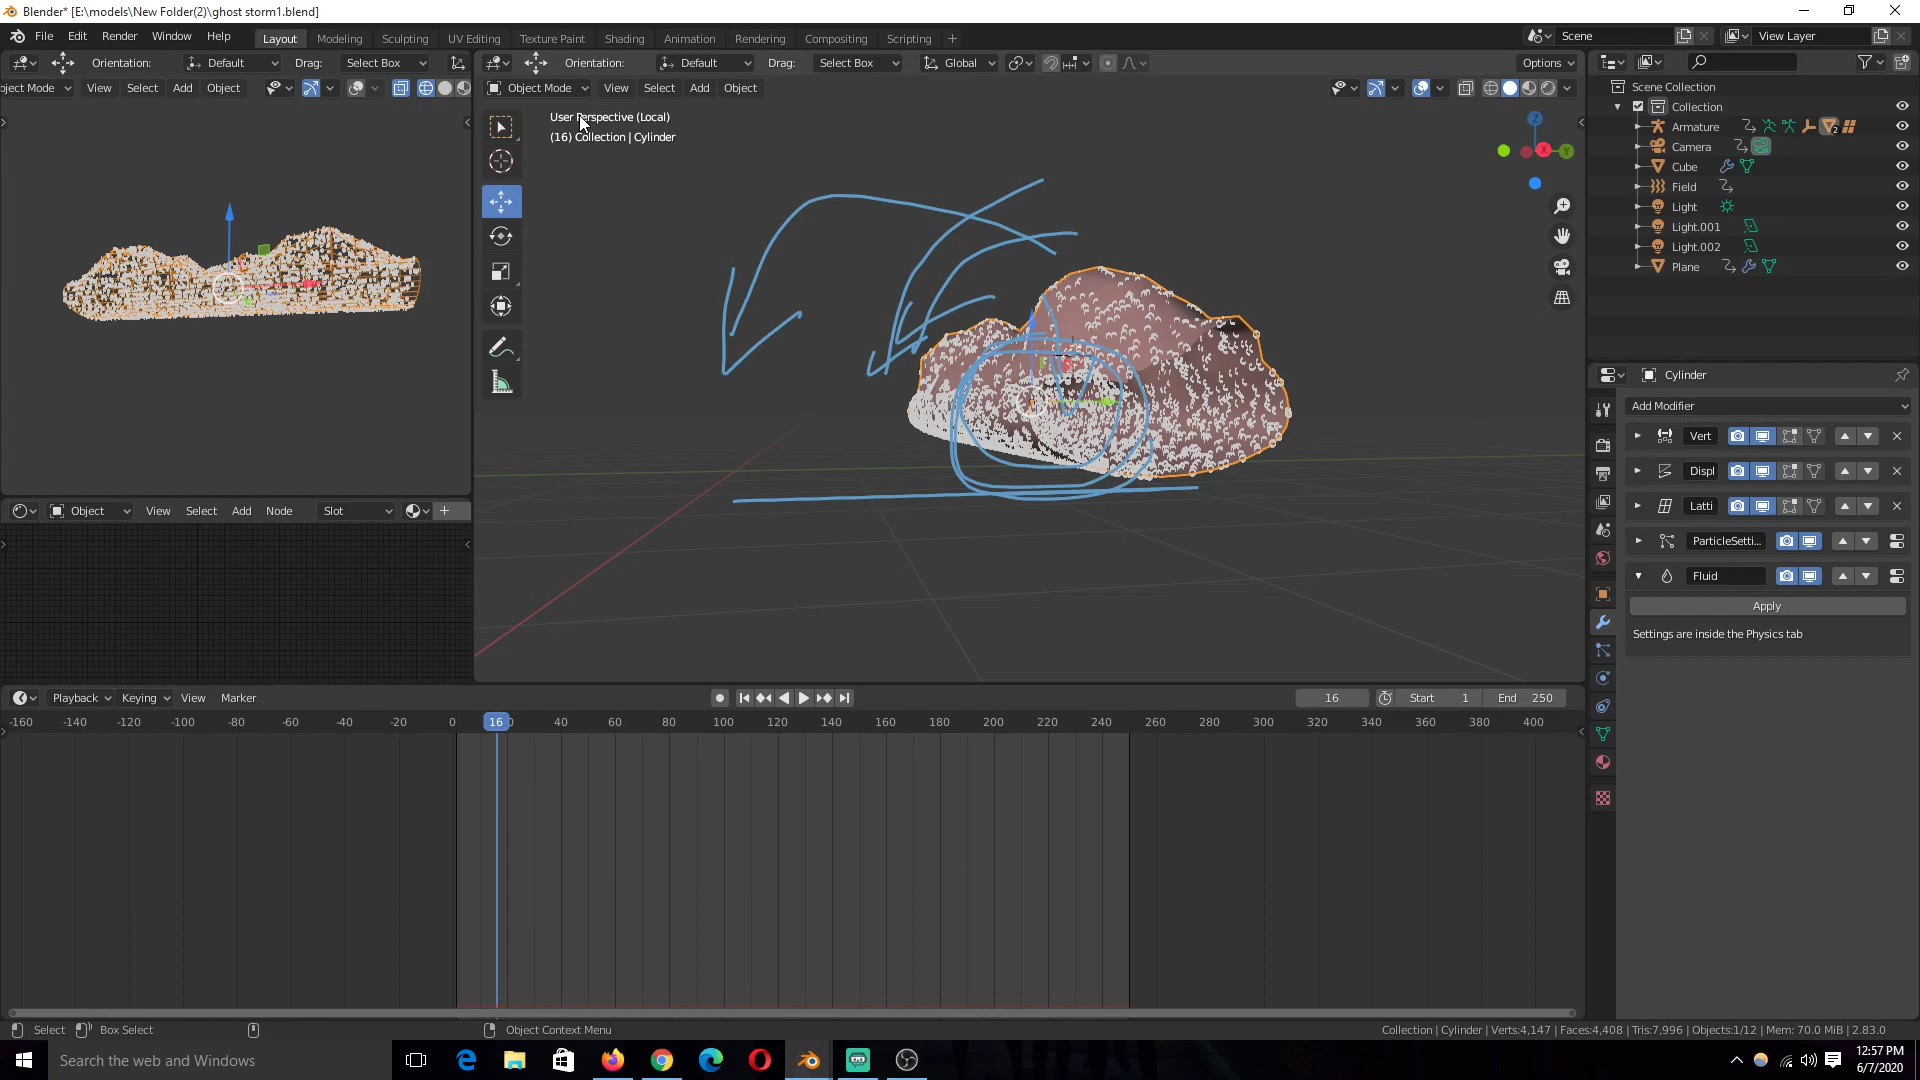 Blender* [E:\models\New Folder(2)\ghost storm1.blend]
File Edit Render Window Help Layout Modeling Sculpting UV Editing Texture Paint Shading Animation Rendering Compositing Scripting Scene View Layer
Orientation: Default Drag: Select Box
Orientation: Default Drag: Select Box Global Options
bject Mode View Select Add Object
Object Mode View Select Add Object
User Perspective (Local)
(16) Collection | Cylinder
Scene Collection
Collection
Armature 2
Camera
Cube
Field
Light
Light.001
Light.002
Plane
Z
X
Y
Cylinder
Add Modifier
Vert
Displ
Latti
ParticleSetti...
Fluid
Apply
Settings are inside the Physics tab
Object View Select Add Node Slot
Playback Keying View Marker 16 Start 1 End 250
-160 -140 -120 -100 -80 -60 -40 -20 0 16 40 60 80 100 120 140 160 180 200 220 240 260 280 300 320 340 360 380 400
Select Box Select Object Context Menu Collection | Cylinder | Verts:4,147 | Faces:4,408 | Tris:7,996 | Objects:1/12 | Mem: 70.0 MiB | 2.83.0
Search the web and Windows
12:57 PM
6/7/2020